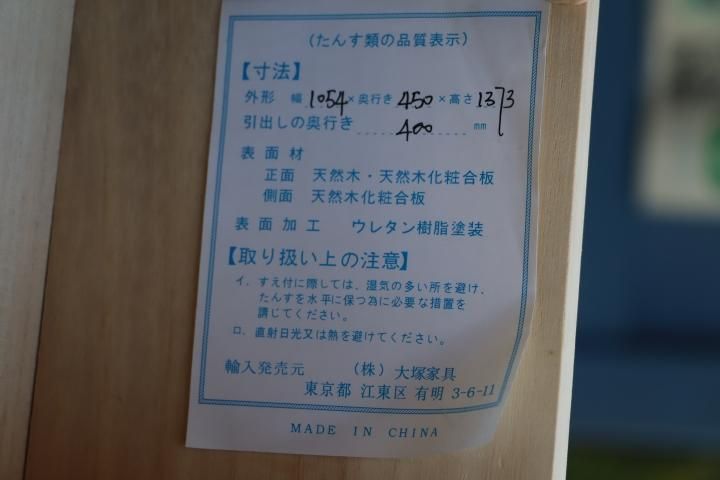 (たんす類の品質表示)
【寸法】
外形 幅 1054 × 奥行き 450 × 高さ 1373
引出しの奥行き 400 mm
表面材
正面 天然木・天然木化粧合板
側面 天然木化粧合板
表面加工 ウレタン樹脂塗装
【取り扱い上の注意】
イ. すえ付に際しては、湿気の多い所を避け、
たんすを水平に保つ為に必要な措置を
講じてください。
ロ. 直射日光又は熱を避けてください。
輸入発売元 (株) 大塚家具
東京都 江東区 有明 3-6-11
MADE IN CHINA